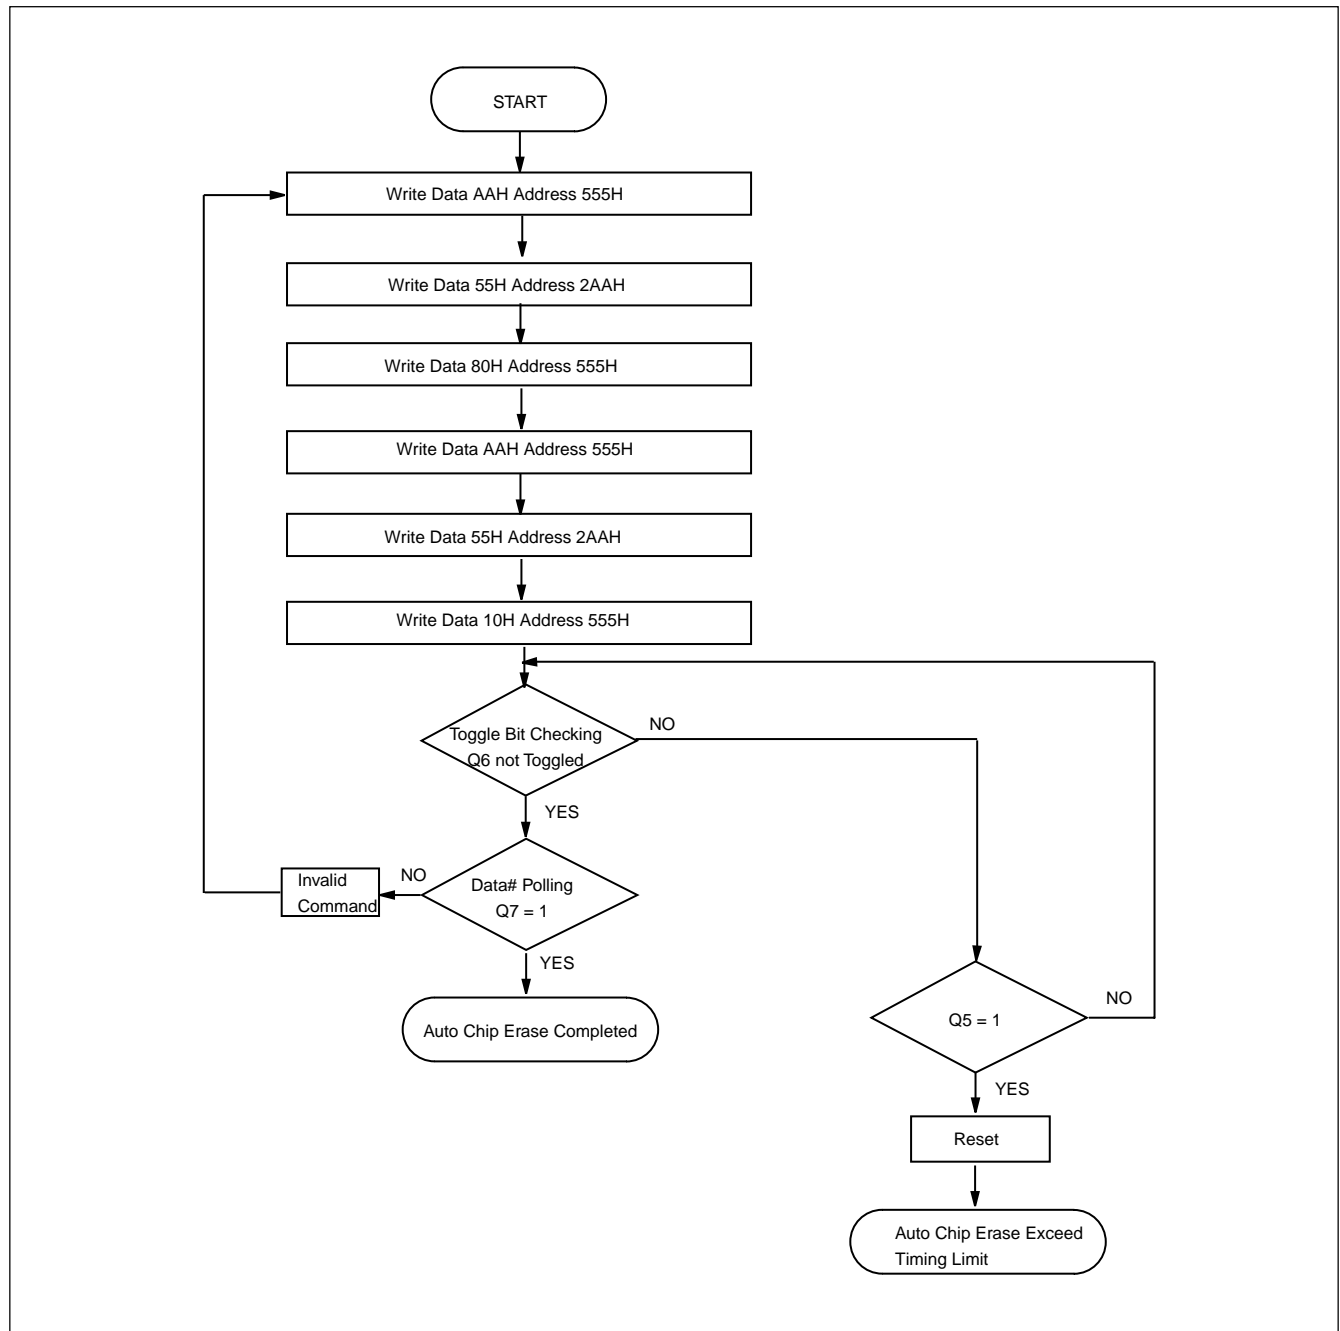 START
Write Data AAH Address 555H
Write Data 55H Address 2AAH
Write Data 80H Address 555H
Write Data AAH Address 555H
Write Data 55H Address 2AAH
Write Data 10H Address 555H
Toggle Bit Checking
Q6 not Toggled
NO
YES
Data# Polling
Q7 = 1
NO
Invalid
Command
YES
Auto Chip Erase Completed
Q5 = 1
NO
YES
Reset
Auto Chip Erase Exceed
Timing Limit